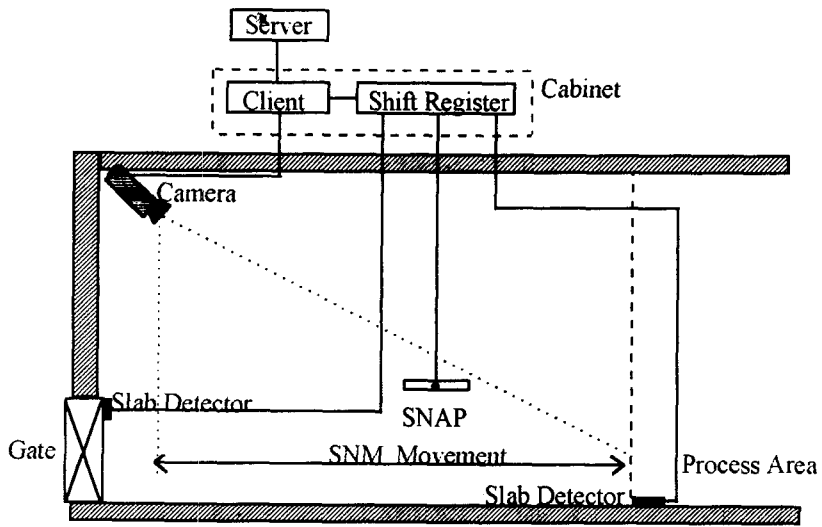 Server
Client
Shift Register
Cabinet
Camera
Slab Detector
SNAP
Gate
SNM Movement
Process Area
Slab Detector